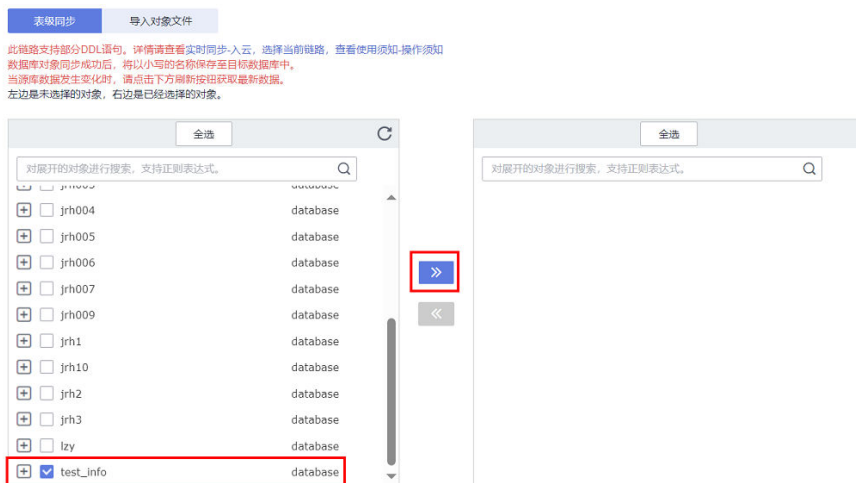 表级同步
导入对象文件
此链路支持部分DDL语句。详情请查看实时同步-入云，选择当前链路，查看使用须知-操作须知
数据库对象同步成功后，将以小写的名称保存至目标数据库中。
当源库数据发生变化时，请点击下方刷新按钮获取最新数据。
左边是未选择的对象，右边是已经选择的对象。
全选
对展开的对象进行搜索，支持正则表达式。
jrh004 database
jrh005 database
jrh006 database
jrh007 database
jrh009 database
jrh1 database
jrh10 database
jrh2 database
jrh3 database
lzy database
test_info database
全选
对展开的对象进行搜索，支持正则表达式。